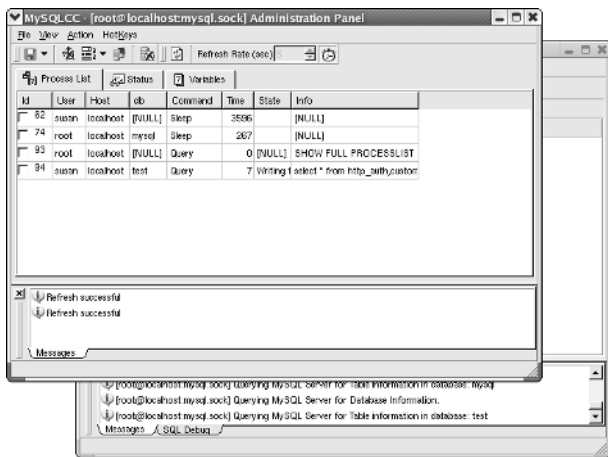 MySQLCC - [root@localhost:mysql.sock] Administration Panel
File View Action HotKeys
Refresh Rate (sec) 5
Process List Status Variables
Id User Host db Command Time State Info
82 susan localhost [NULL] Sleep 3596 [NULL]
74 root localhost mysql Sleep 267 [NULL]
93 root localhost [NULL] Query 0 [NULL] SHOW FULL PROCESSLIST
94 susan localhost test Query 7 Writing t select * from http_auth,custom
Refresh successful
Refresh successful
Messages
[root@localhost:mysql.sock] Querying MySQL Server for Table information in database: mysql
[root@localhost:mysql.sock] Querying MySQL Server for Database Information.
[root@localhost:mysql.sock] Querying MySQL Server for Table information in database: test
Messages SQL Debug